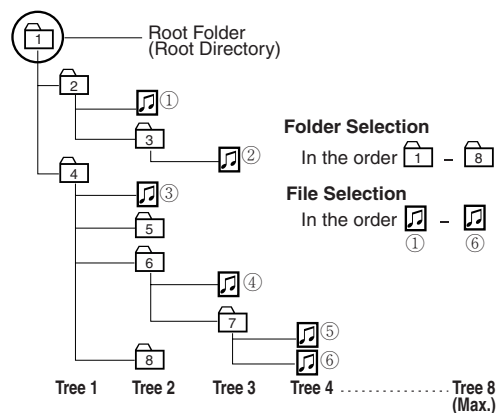 1 Root Folder
(Root Directory)
2
①
3
②
Folder Selection
In the order 1 – 8
4
③
File Selection
In the order –
① ⑥
5
6
④
7
⑤
⑥
8
Tree 1 Tree 2 Tree 3 Tree 4 .................... Tree 8
(Max.)